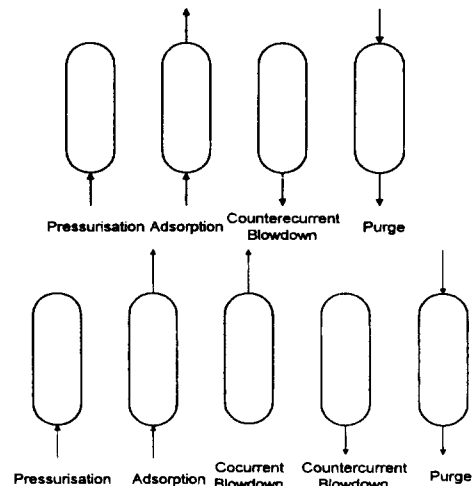 Pressurisation Adsorption Counterecurrent Purge
Blowdown
Pressurisation Adsorption Cocurrent Countercurrent Purge
Blowdown Blowdown